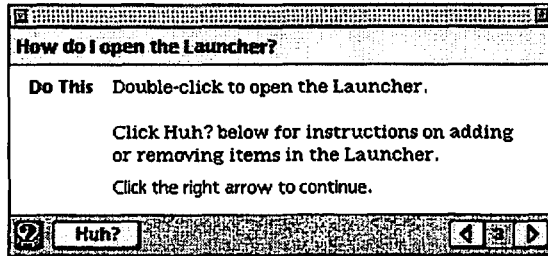 How do I open the Launcher?
Do This Double-click to open the Launcher.
Click Huh? below for instructions on adding
or removing items in the Launcher.
Click the right arrow to continue.
? Huh? 3